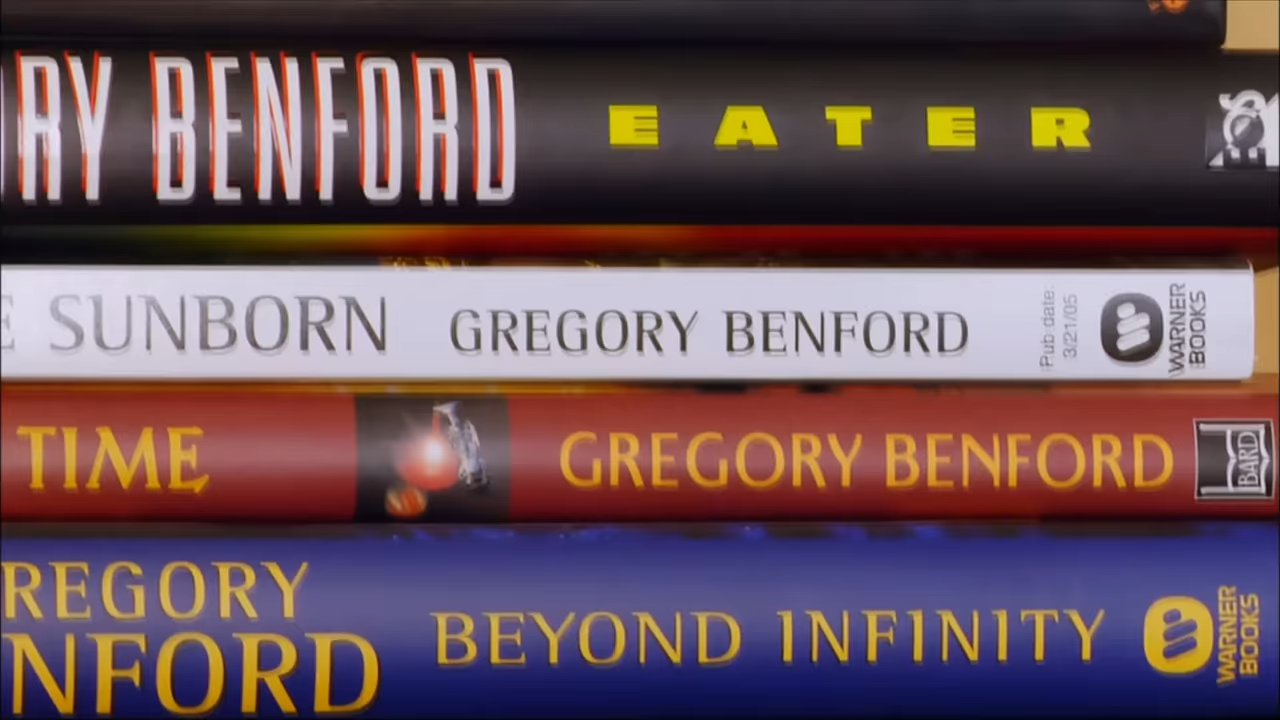 RY BENFORD EATER EOS
E SUNBORN GREGORY BENFORD Pub date: 3/21/05 WARNER BOOKS
TIME GREGORY BENFORD BARD
REGORY
NFORD BEYOND INFINITY WARNER BOOKS